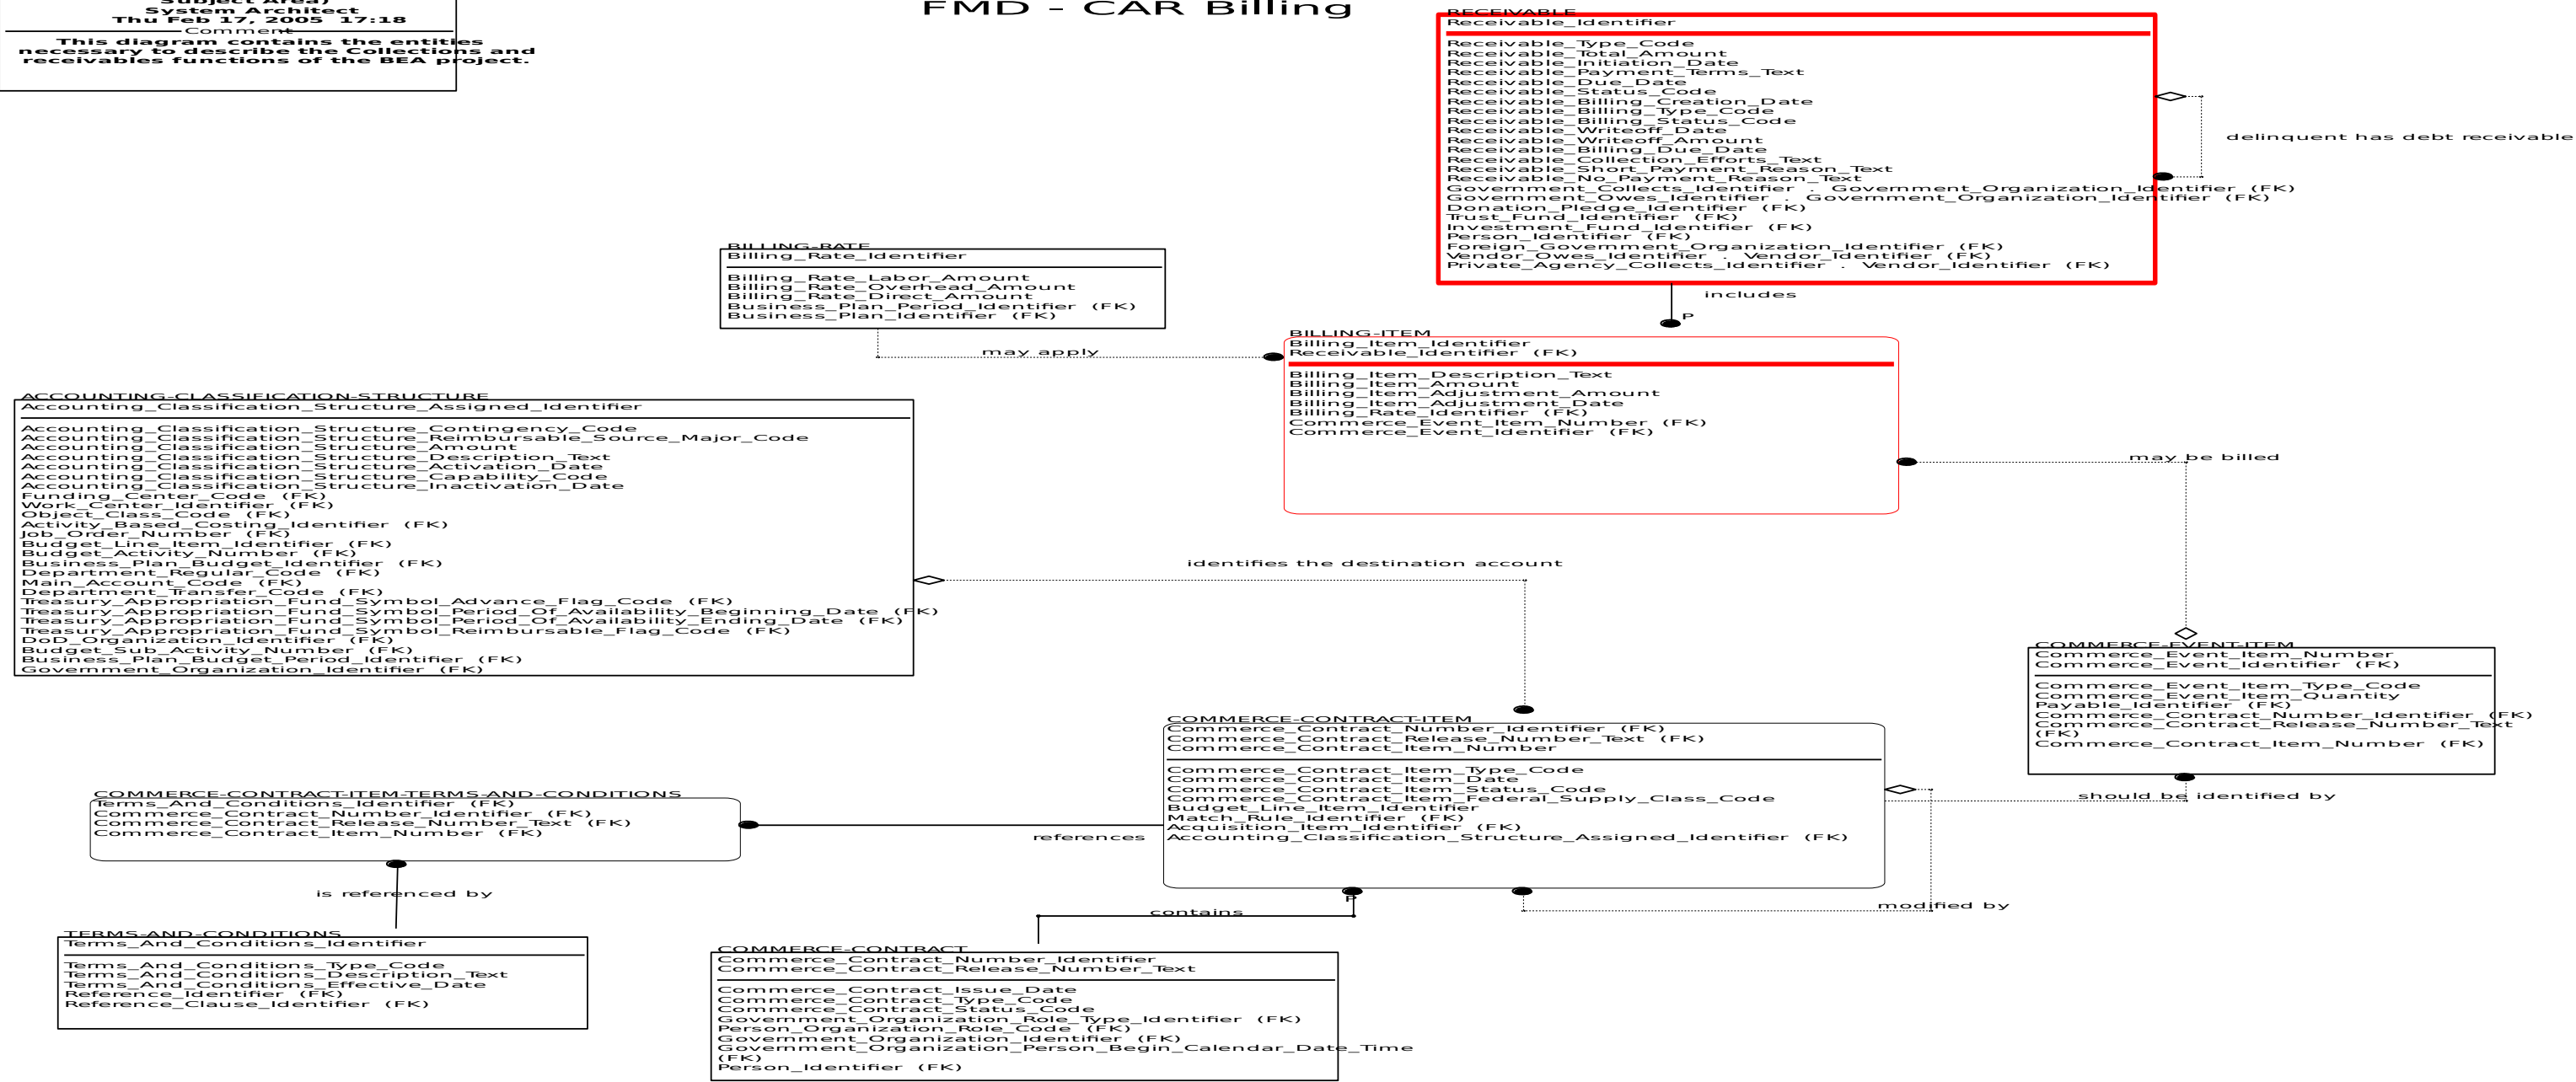 Subject Area)
System Architect
Thu Feb 17, 2005 17:18
Comment
This diagram contains the entities
necessary to describe the Collections and
receivables functions of the BEA project.
FMD - CAR Billing
RECEIVABLE
Receivable_Identifier
Receivable_Type_Code
Receivable_Total_Amount
Receivable_Initiation_Date
Receivable_Payment_Terms_Text
Receivable_Due_Date
Receivable_Status_Code
Receivable_Billing_Creation_Date
Receivable_Billing_Type_Code
Receivable_Billing_Status_Code
Receivable_Writeoff_Date
Receivable_Writeoff_Amount
Receivable_Billing_Due_Date
Receivable_Collection_Efforts_Text
Receivable_Short_Payment_Reason_Text
Receivable_No_Payment_Reason_Text
Government_Collects_Identifier . Government_Organization_Identifier (FK)
Government_Owes_Identifier . Government_Organization_Identifier (FK)
Donation_Pledge_Identifier (FK)
Trust_Fund_Identifier (FK)
Investment_Fund_Identifier (FK)
Person_Identifier (FK)
Foreign_Government_Organization_Identifier (FK)
Vendor_Owes_Identifier . Vendor_Identifier (FK)
Private_Agency_Collects_Identifier . Vendor_Identifier (FK)
delinquent has debt receivable
includes
P
BILLING-RATE
Billing_Rate_Identifier
Billing_Rate_Labor_Amount
Billing_Rate_Overhead_Amount
Billing_Rate_Direct_Amount
Business_Plan_Period_Identifier (FK)
Business_Plan_Identifier (FK)
may apply
BILLING-ITEM
Billing_Item_Identifier
Receivable_Identifier (FK)
Billing_Item_Description_Text
Billing_Item_Amount
Billing_Item_Adjustment_Amount
Billing_Item_Adjustment_Date
Billing_Rate_Identifier (FK)
Commerce_Event_Item_Number (FK)
Commerce_Event_Identifier (FK)
may be billed
ACCOUNTING-CLASSIFICATION-STRUCTURE
Accounting_Classification_Structure_Assigned_Identifier
Accounting_Classification_Structure_Contingency_Code
Accounting_Classification_Structure_Reimbursable_Source_Major_Code
Accounting_Classification_Structure_Amount
Accounting_Classification_Structure_Description_Text
Accounting_Classification_Structure_Activation_Date
Accounting_Classification_Structure_Capability_Code
Accounting_Classification_Structure_Inactivation_Date
Funding_Center_Code (FK)
Work_Center_Identifier (FK)
Object_Class_Code (FK)
Activity_Based_Costing_Identifier (FK)
Job_Order_Number (FK)
Budget_Line_Item_Identifier (FK)
Budget_Activity_Number (FK)
Business_Plan_Budget_Identifier (FK)
Department_Regular_Code (FK)
Main_Account_Code (FK)
Department_Transfer_Code (FK)
Treasury_Appropriation_Fund_Symbol_Advance_Flag_Code (FK)
Treasury_Appropriation_Fund_Symbol_Period_Of_Availability_Beginning_Date (FK)
Treasury_Appropriation_Fund_Symbol_Period_Of_Availability_Ending_Date (FK)
Treasury_Appropriation_Fund_Symbol_Reimbursable_Flag_Code (FK)
DoD_Organization_Identifier (FK)
Budget_Sub_Activity_Number (FK)
Business_Plan_Budget_Period_Identifier (FK)
Government_Organization_Identifier (FK)
identifies the destination account
COMMERCE-EVENT-ITEM
Commerce_Event_Item_Number
Commerce_Event_Identifier (FK)
Commerce_Event_Item_Type_Code
Commerce_Event_Item_Quantity
Payable_Identifier (FK)
Commerce_Contract_Number_Identifier (FK)
Commerce_Contract_Release_Number_Text
(FK)
Commerce_Contract_Item_Number (FK)
should be identified by
COMMERCE-CONTRACT-ITEM
Commerce_Contract_Number_Identifier (FK)
Commerce_Contract_Release_Number_Text (FK)
Commerce_Contract_Item_Number
Commerce_Contract_Item_Type_Code
Commerce_Contract_Item_Date
Commerce_Contract_Item_Status_Code
Commerce_Contract_Item_Federal_Supply_Class_Code
Budget_Line_Item_Identifier
Match_Rule_Identifier (FK)
Acquisition_Item_Identifier (FK)
Accounting_Classification_Structure_Assigned_Identifier (FK)
COMMERCE-CONTRACT-ITEM-TERMS-AND-CONDITIONS
Terms_And_Conditions_Identifier (FK)
Commerce_Contract_Number_Identifier (FK)
Commerce_Contract_Release_Number_Text (FK)
Commerce_Contract_Item_Number (FK)
references
is referenced by
P
contains
modified by
TERMS-AND-CONDITIONS
Terms_And_Conditions_Identifier
Terms_And_Conditions_Type_Code
Terms_And_Conditions_Description_Text
Terms_And_Conditions_Effective_Date
Reference_Identifier (FK)
Reference_Clause_Identifier (FK)
COMMERCE-CONTRACT
Commerce_Contract_Number_Identifier
Commerce_Contract_Release_Number_Text
Commerce_Contract_Issue_Date
Commerce_Contract_Type_Code
Commerce_Contract_Status_Code
Government_Organization_Role_Type_Identifier (FK)
Person_Organization_Role_Code (FK)
Government_Organization_Identifier (FK)
Government_Organization_Person_Begin_Calendar_Date_Time
(FK)
Person_Identifier (FK)